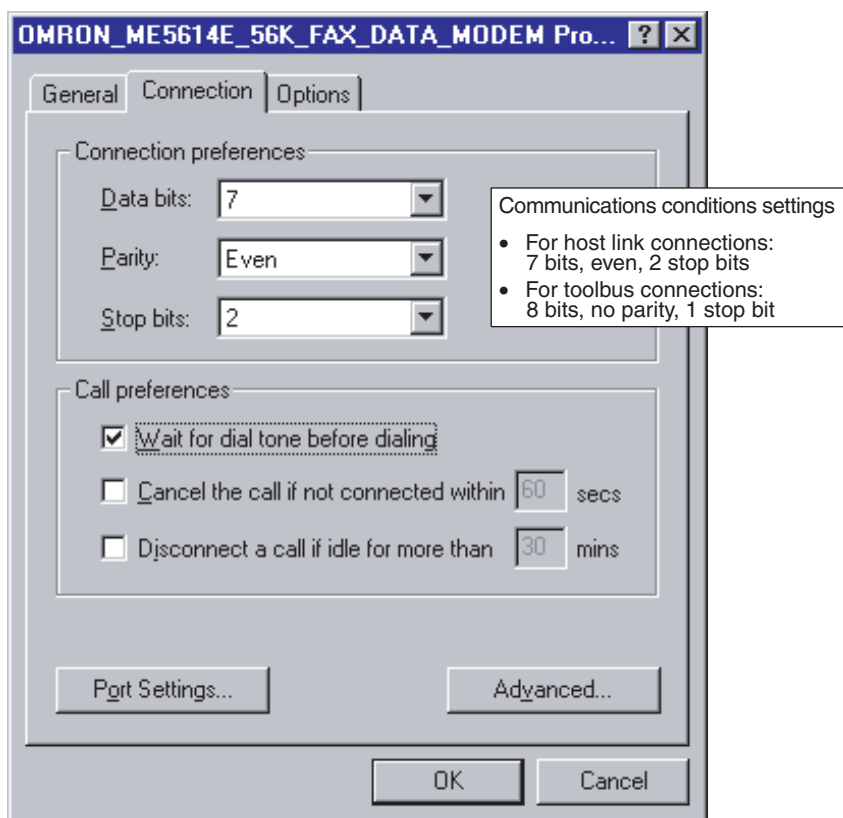 OMRON_ME5614E_56K_FAX_DATA_MODEM Pro... ? ×
General Connection Options
Connection preferences
Data bits: 7
Parity: Even
Stop bits: 2
Communications conditions settings
• For host link connections:
7 bits, even, 2 stop bits
• For toolbus connections:
8 bits, no parity, 1 stop bit
Call preferences
Wait for dial tone before dialing
Cancel the call if not connected within 60 secs
Disconnect a call if idle for more than 30 mins
Port Settings... Advanced...
OK Cancel